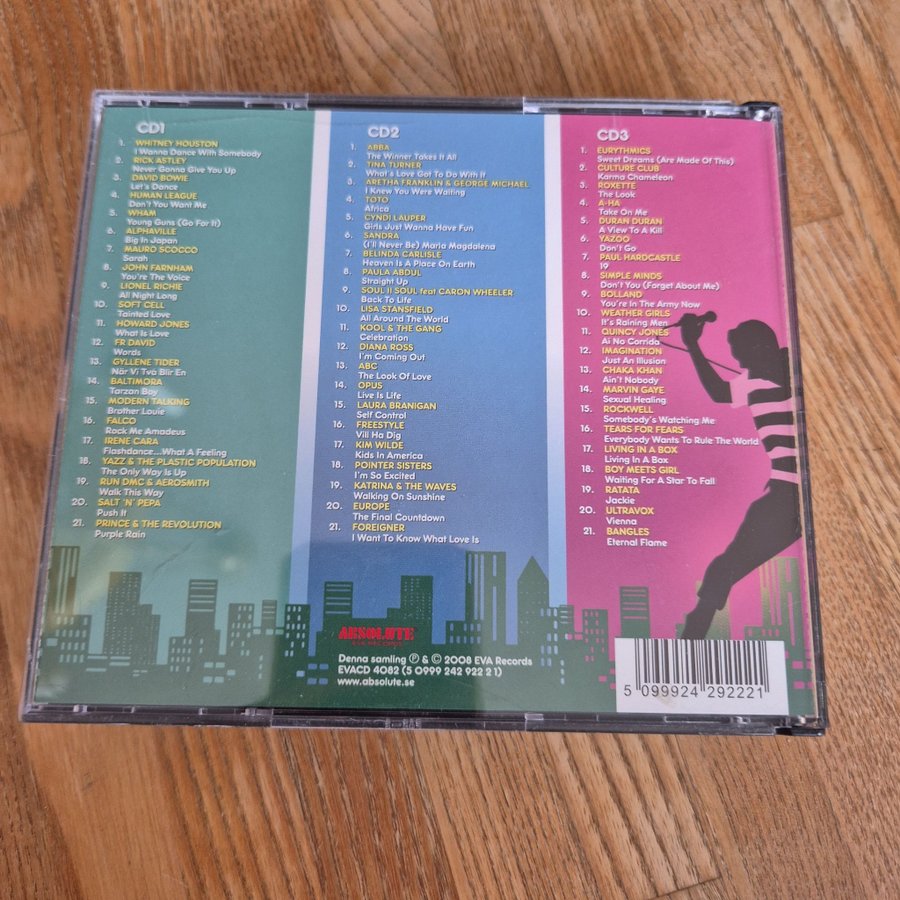 CD1
1. WHITNEY HOUSTON
I Wanna Dance With Somebody
2. RICK ASTLEY
Never Gonna Give You Up
3. DAVID BOWIE
Let's Dance
4. HUMAN LEAGUE
Don't You Want Me
5. WHAM
Young Guns (Go For It)
6. ALPHAVILLE
Big In Japan
7. MAURO SCOCCO
Sarah
8. JOHN FARNHAM
You're The Voice
9. LIONEL RICHIE
All Night Long
10. SOFT CELL
Tainted Love
11. HOWARD JONES
What Is Love
12. FR DAVID
Words
13. GYLLENE TIDER
När Vi Två Blir En
14. BALTIMORA
Tarzan Boy
15. MODERN TALKING
Brother Louie
16. FALCO
Rock Me Amadeus
17. IRENE CARA
Flashdance...What A Feeling
18. YAZZ & THE PLASTIC POPULATION
The Only Way Is Up
19. RUN DMC & AEROSMITH
Walk This Way
20. SALT 'N' PEPA
Push It
21. PRINCE & THE REVOLUTION
Purple Rain
CD2
1. ABBA
The Winner Takes It All
2. TINA TURNER
What's Love Got To Do With It
3. ARETHA FRANKLIN & GEORGE MICHAEL
I Knew You Were Waiting
4. TOTO
Africa
5. CYNDI LAUPER
Girls Just Wanna Have Fun
6. SANDRA
(I'll Never Be) Maria Magdalena
7. BELINDA CARLISLE
Heaven Is A Place On Earth
8. PAULA ABDUL
Straight Up
9. SOUL II SOUL feat CARON WHEELER
Back To Life
10. LISA STANSFIELD
All Around The World
11. KOOL & THE GANG
Celebration
12. DIANA ROSS
I'm Coming Out
13. ABC
The Look Of Love
14. OPUS
Live Is Life
15. LAURA BRANIGAN
Self Control
16. FREESTYLE
Vill Ha Dig
17. KIM WILDE
Kids In America
18. POINTER SISTERS
I'm So Excited
19. KATRINA & THE WAVES
Walking On Sunshine
20. EUROPE
The Final Countdown
21. FOREIGNER
I Want To Know What Love Is
CD3
1. EURYTHMICS
Sweet Dreams (Are Made Of This)
2. CULTURE CLUB
Karma Chameleon
3. ROXETTE
The Look
4. A-HA
Take On Me
5. DURAN DURAN
A View To A Kill
6. YAZOO
Don't Go
7. PAUL HARDCASTLE
19
8. SIMPLE MINDS
Don't You (Forget About Me)
9. BOLLAND
You're In The Army Now
10. WEATHER GIRLS
It's Raining Men
11. QUINCY JONES
Ai No Corrida
12. IMAGINATION
Just An Illusion
13. CHAKA KHAN
Ain't Nobody
14. MARVIN GAYE
Sexual Healing
15. ROCKWELL
Somebody's Watching Me
16. TEARS FOR FEARS
Everybody Wants To Rule The World
17. LIVING IN A BOX
Living In A Box
18. BOY MEETS GIRL
Waiting For A Star To Fall
19. RATATA
Jackie
20. ULTRAVOX
Vienna
21. BANGLES
Eternal Flame
ABSOLUTE
EVA RECORDS
Denna samling ℗ & © 2008 EVA Records
EVACD 4082 (5 0999 242 922 2 1)
www.absolute.se
5 099924 292221